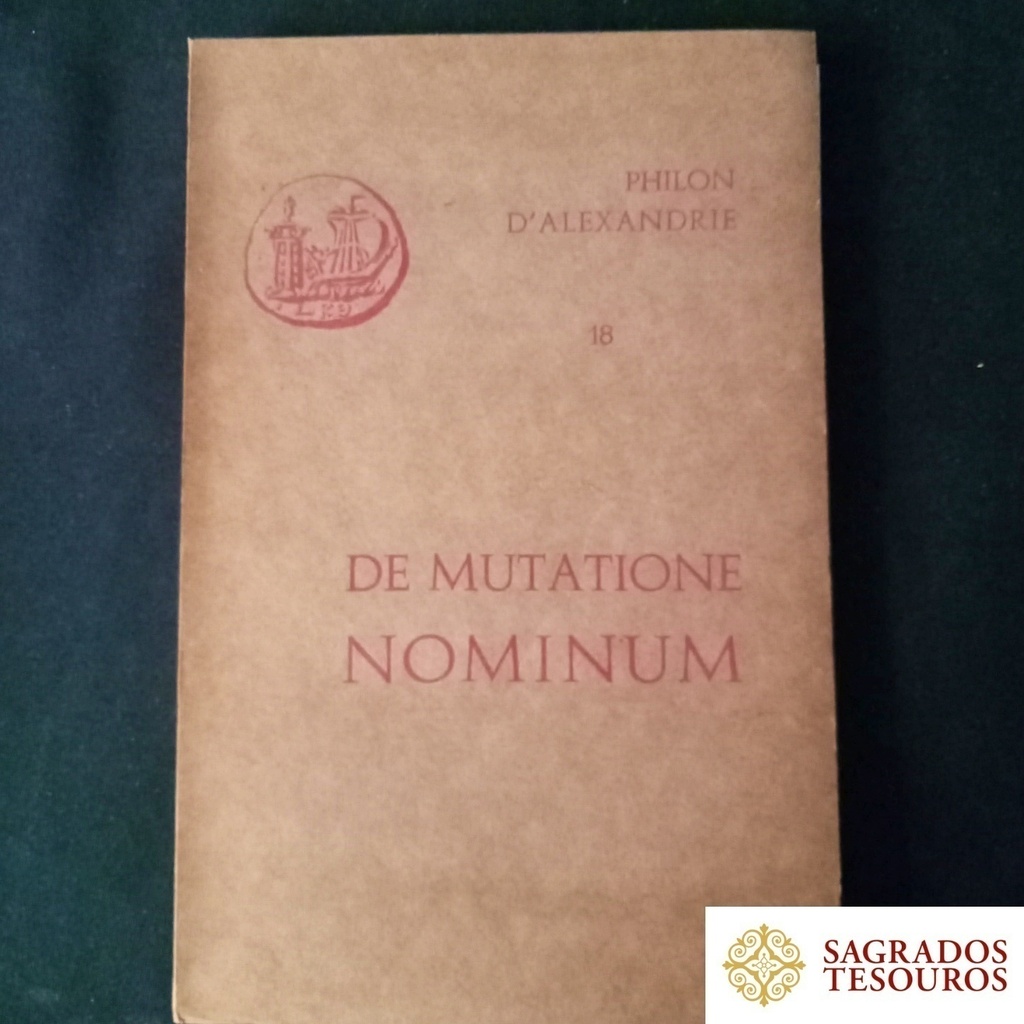 PHILON
D'ALEXANDRIE
18
DE MUTATIONE
NOMINUM
SAGRADOS
TESOUROS